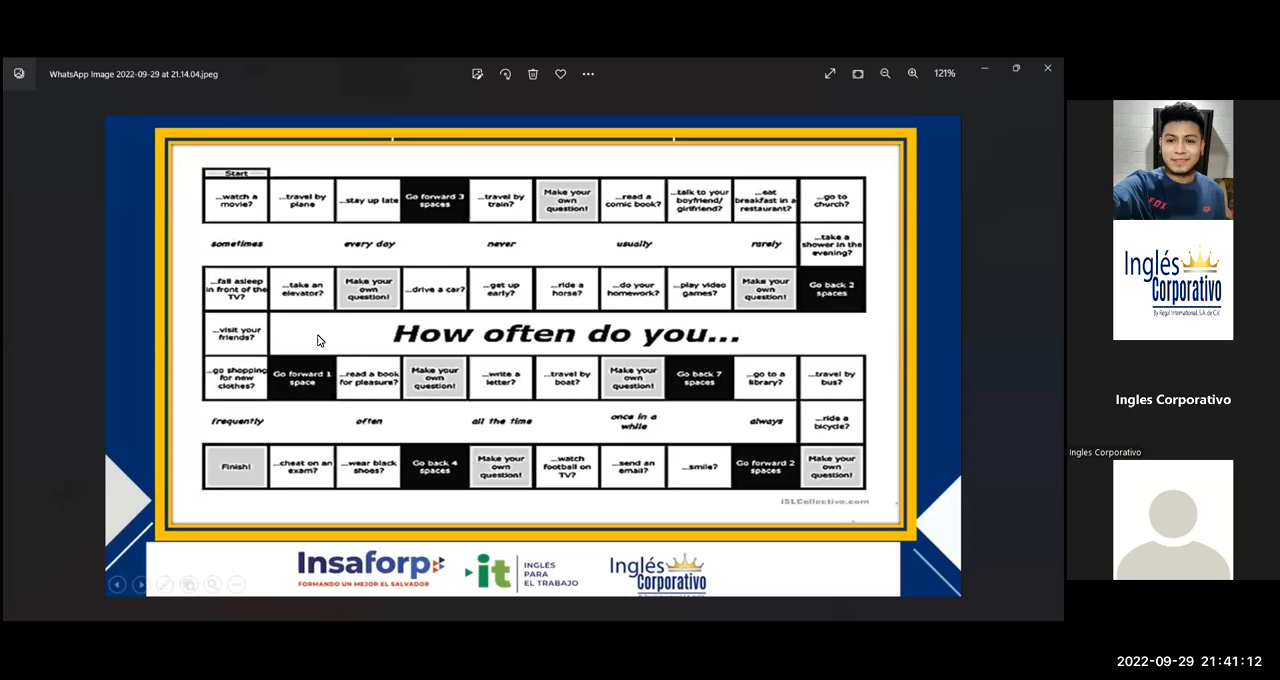 WhatsApp Image 2022-09-29 at 21.14.04.jpeg
121%
Start
...watch a movie?
...travel by plane
...stay up late
Go forward 3 spaces
...travel by train?
Make your own question!
...read a comic book?
...talk to your boyfriend/ girlfriend?
...eat breakfast in a restaurant?
...go to church?
sometimes
every day
never
usually
rarely
...take a shower in the evening?
...fall asleep in front of the TV?
...take an elevator?
Make your own question!
...drive a car?
...get up early?
...ride a horse?
...do your homework?
...play video games?
Make your own question!
Go back 2 spaces
...visit your friends?
How often do you...
...go shopping for new clothes?
Go forward 1 space
...read a book for pleasure?
Make your own question!
...write a letter?
...travel by boat?
Make your own question!
Go back 7 spaces
...go to a library?
...travel by bus?
frequently
often
all the time
once in a while
always
...ride a bicycle?
Finish!
...cheat on an exam?
...wear black shoes?
Go back 4 spaces
Make your own question!
...watch football on TV?
...send an email?
...smile?
Go forward 2 spaces
Make your own question!
iSLCollective.com
Insaforp
FORMANDO UN MEJOR EL SALVADOR
it
INGLÉS
PARA
EL TRABAJO
Inglés
Corporativo
FOX
Inglés
Corporativo
By Regal International, S.A. de C.V.
Ingles Corporativo
Ingles Corporativo
2022-09-29 21:41:12